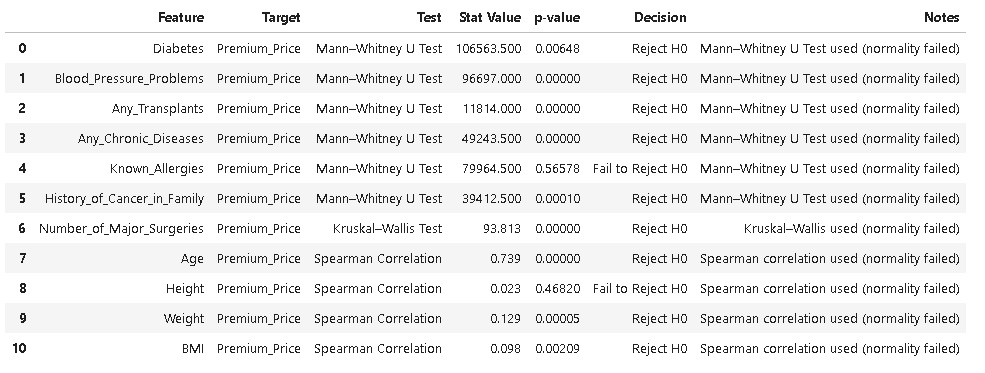 Feature Target Test Stat Value p-value Decision Notes
0 Diabetes Premium_Price Mann–Whitney U Test 106563.500 0.00648 Reject H0 Mann–Whitney U Test used (normality failed)
1 Blood_Pressure_Problems Premium_Price Mann–Whitney U Test 96697.000 0.00000 Reject H0 Mann–Whitney U Test used (normality failed)
2 Any_Transplants Premium_Price Mann–Whitney U Test 11814.000 0.00000 Reject H0 Mann–Whitney U Test used (normality failed)
3 Any_Chronic_Diseases Premium_Price Mann–Whitney U Test 49243.500 0.00000 Reject H0 Mann–Whitney U Test used (normality failed)
4 Known_Allergies Premium_Price Mann–Whitney U Test 79964.500 0.56578 Fail to Reject H0 Mann–Whitney U Test used (normality failed)
5 History_of_Cancer_in_Family Premium_Price Mann–Whitney U Test 39412.500 0.00010 Reject H0 Mann–Whitney U Test used (normality failed)
6 Number_of_Major_Surgeries Premium_Price Kruskal–Wallis Test 93.813 0.00000 Reject H0 Kruskal–Wallis used (normality failed)
7 Age Premium_Price Spearman Correlation 0.739 0.00000 Reject H0 Spearman correlation used (normality failed)
8 Height Premium_Price Spearman Correlation 0.023 0.46820 Fail to Reject H0 Spearman correlation used (normality failed)
9 Weight Premium_Price Spearman Correlation 0.129 0.00005 Reject H0 Spearman correlation used (normality failed)
10 BMI Premium_Price Spearman Correlation 0.098 0.00209 Reject H0 Spearman correlation used (normality failed)